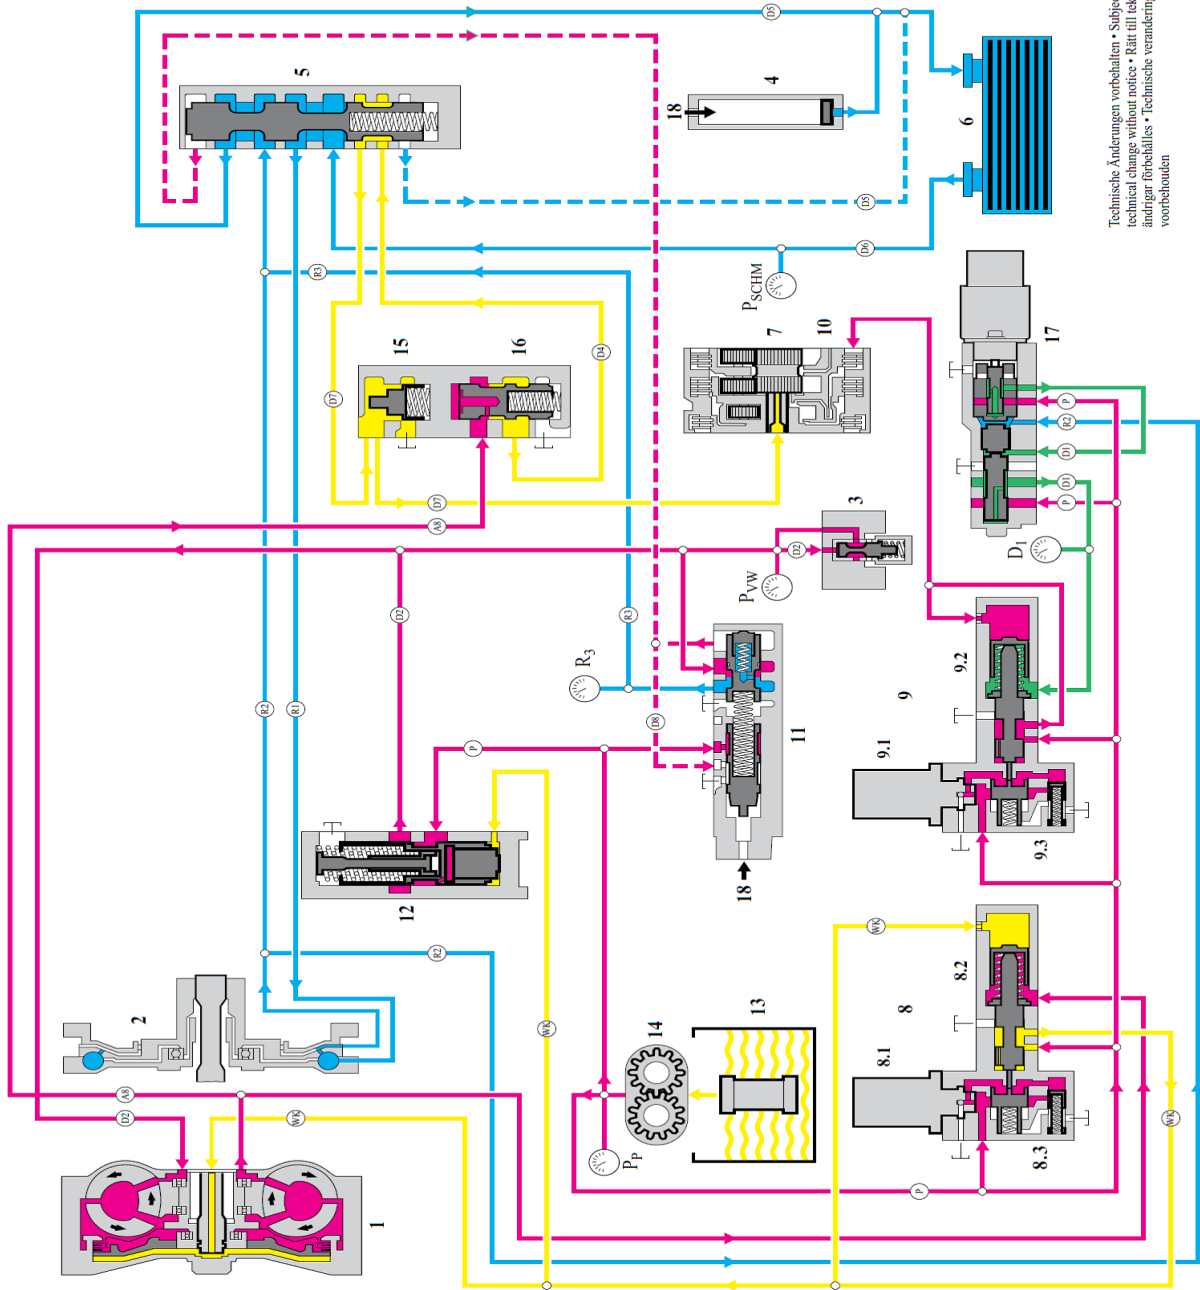 Technische Änderungen vorbehalten • Subjec
technical change without notice • Rätt till tek
ändrigar förbehålles • Technische verandering
voorbehouden
5
18
4
6
D5
D5
D6
R3
PSCHM
15
16
D7
D4
D7
7
10
17
P
R2
D1
D1
P
A8
3
D2
PVW
D1
D2
R3
R3
D8
R2
R1
P
11
18
12
9
9.1
9.2
9.3
2
R2
WK
WK
13
14
PP
8
8.1
8.2
8.3
A8
D2
WK
1
P
WK